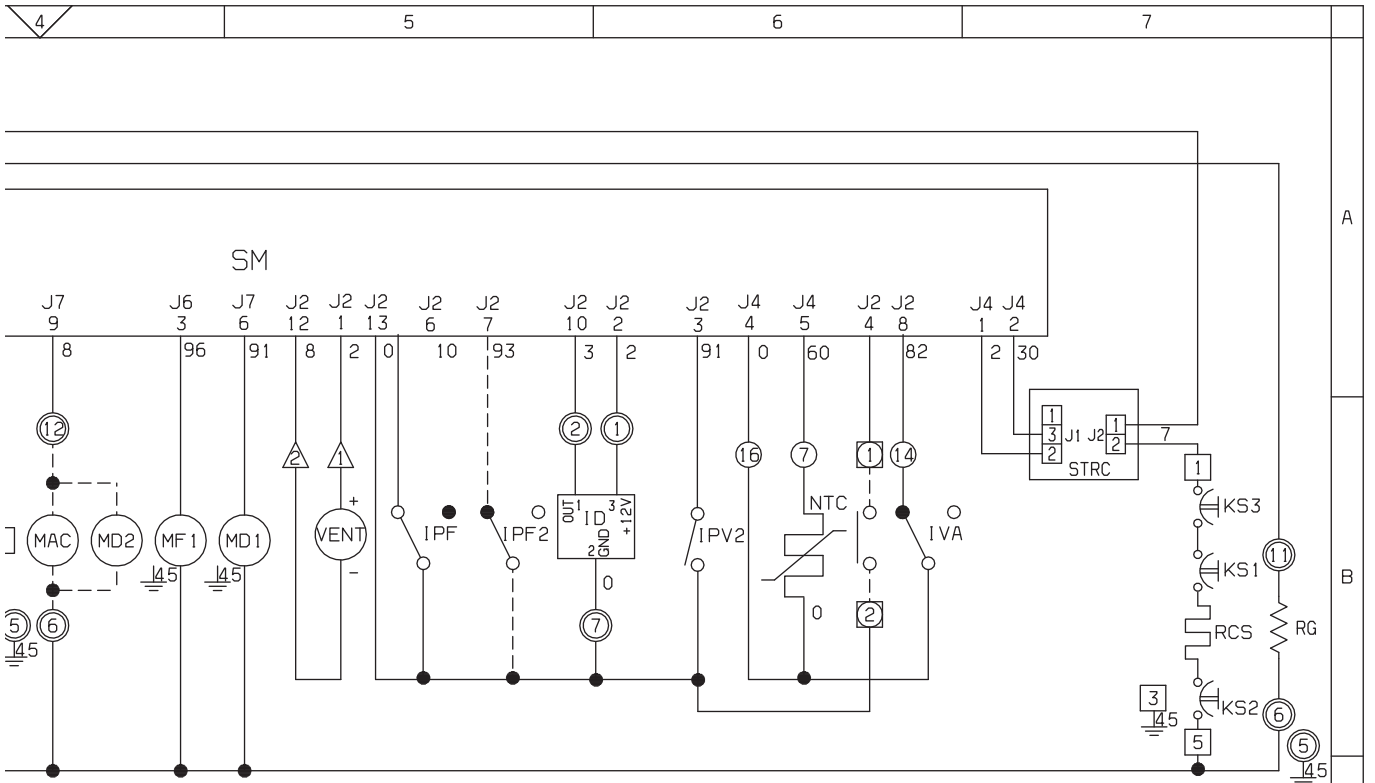 4 5 6 7
A
SM
J7 J6 J7 J2 J2 J2 J2 J2 J2 J2 J2 J4 J4 J2 J2 J4 J4
9 3 6 12 1 13 6 7 10 2 3 4 5 4 8 1 2
8 96 91 8 2 0 10 93 3 2 91 0 60 82 2 30
12 2 1 2 1 16 7 1 14
1 3 2 J1 J2 1 2 7
STRC
1
NTC
MAC MD2 MF1 MD1 + VENT - IPF IPF2 OUT 1 ID 3 +12V 2 GND IPV2 IVA KS3
45 45
KS1 11
B
0 0 2
5 6 7 RCS RG
45
3 45 KS2 6
5 5
45